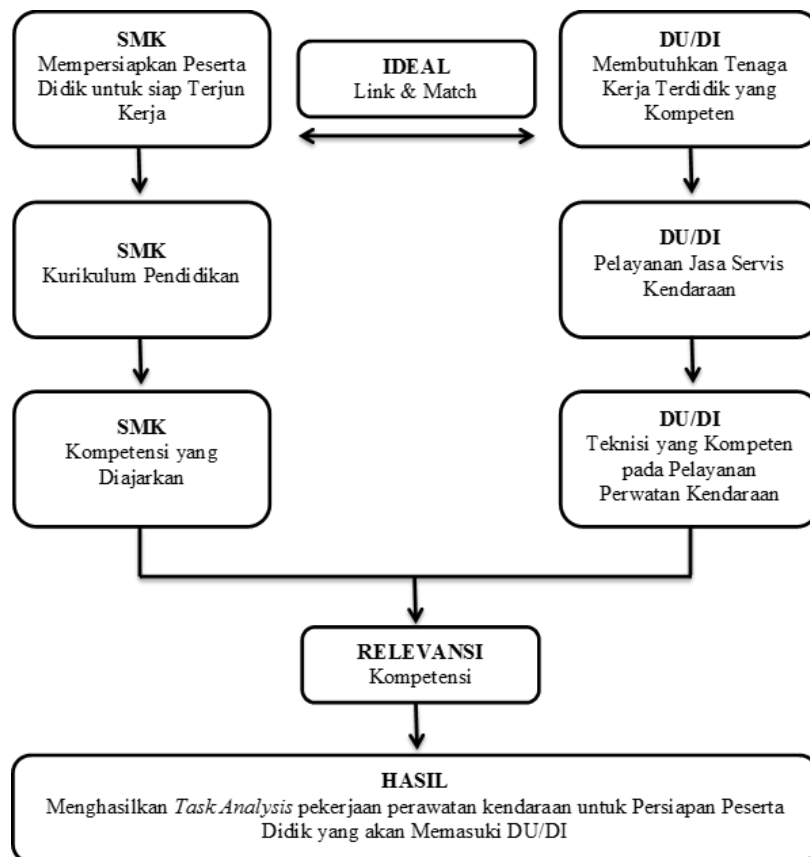 SMK
Mempersiapkan Peserta
Didik untuk siap Terjun
Kerja
IDEAL
Link & Match
DU/DI
Membutuhkan Tenaga
Kerja Terdidik yang
Kompeten
SMK
Kurikulum Pendidikan
DU/DI
Pelayanan Jasa Servis
Kendaraan
SMK
Kompetensi yang
Diajarkan
DU/DI
Teknisi yang Kompeten
pada Pelayanan
Perwatan Kendaraan
RELEVANSI
Kompetensi
HASIL
Menghasilkan Task Analysis pekerjaan perawatan kendaraan untuk Persiapan Peserta
Didik yang akan Memasuki DU/DI